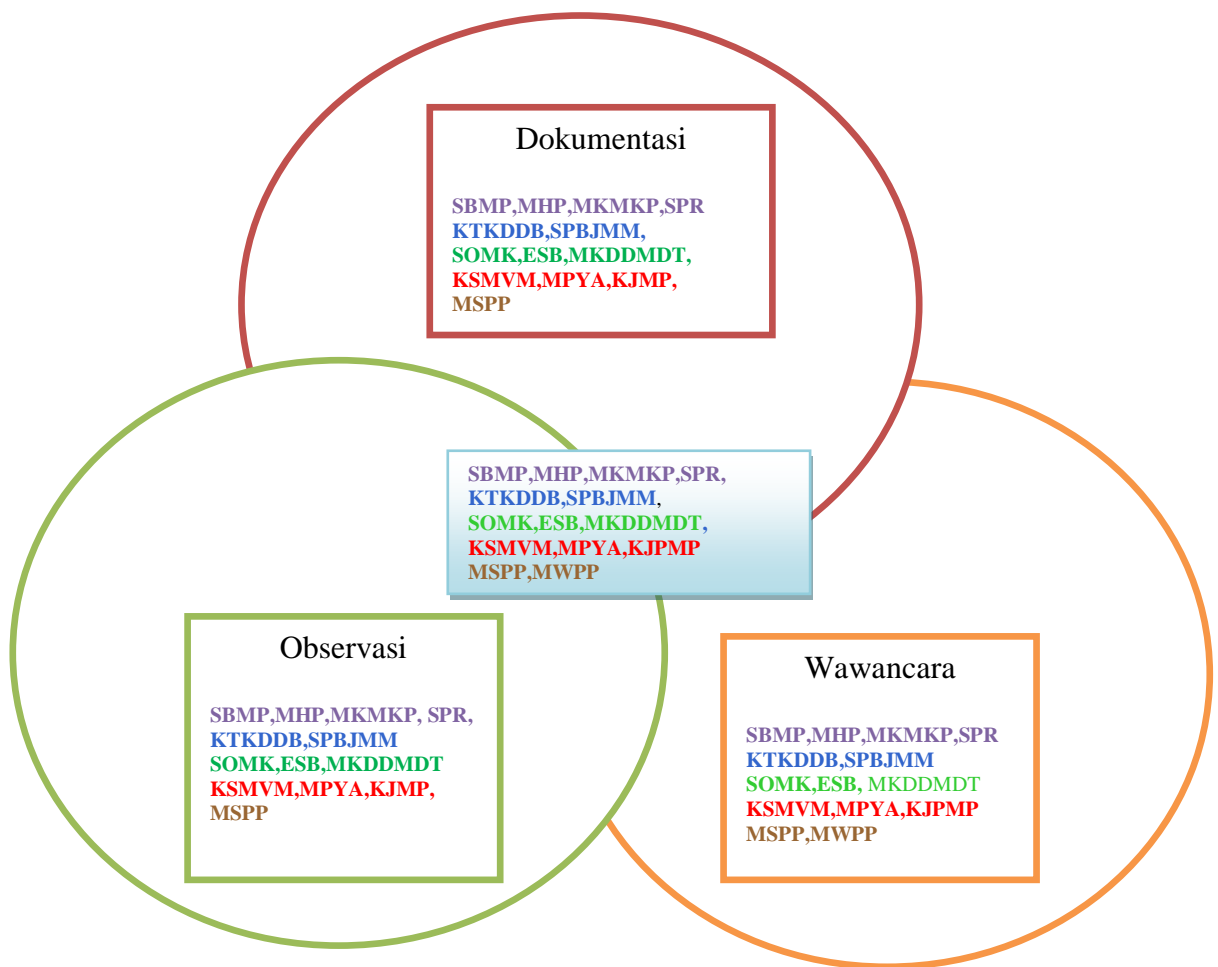 Dokumentasi
SBMP,MHP,MKMKP,SPR
KTKDDB,SPBJMM,
SOMK,ESB,MKDDMDT,
KSMVM,MPYA,KJMP,
MSPP
SBMP,MHP,MKMKP,SPR,
KTKDDB,SPBJMM,
SOMK,ESB,MKDDMDT,
KSMVM,MPYA,KJPMP
MSPP,MWPP
Observasi
SBMP,MHP,MKMKP, SPR,
KTKDDB,SPBJMM
SOMK,ESB,MKDDMDT
KSMVM,MPYA,KJMP,
MSPP
Wawancara
SBMP,MHP,MKMKP,SPR
KTKDDB,SPBJMM
SOMK,ESB, MKDDMDT
KSMVM,MPYA,KJPMP
MSPP,MWPP